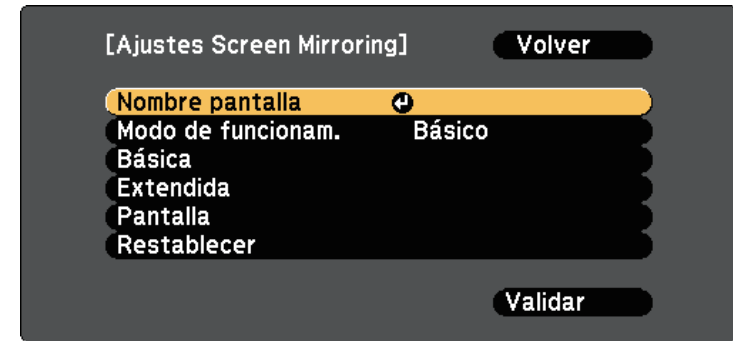 [Ajustes Screen Mirroring] Volver
Nombre pantalla
Modo de funcionam. Básico
Básica
Extendida
Pantalla
Restablecer
Validar